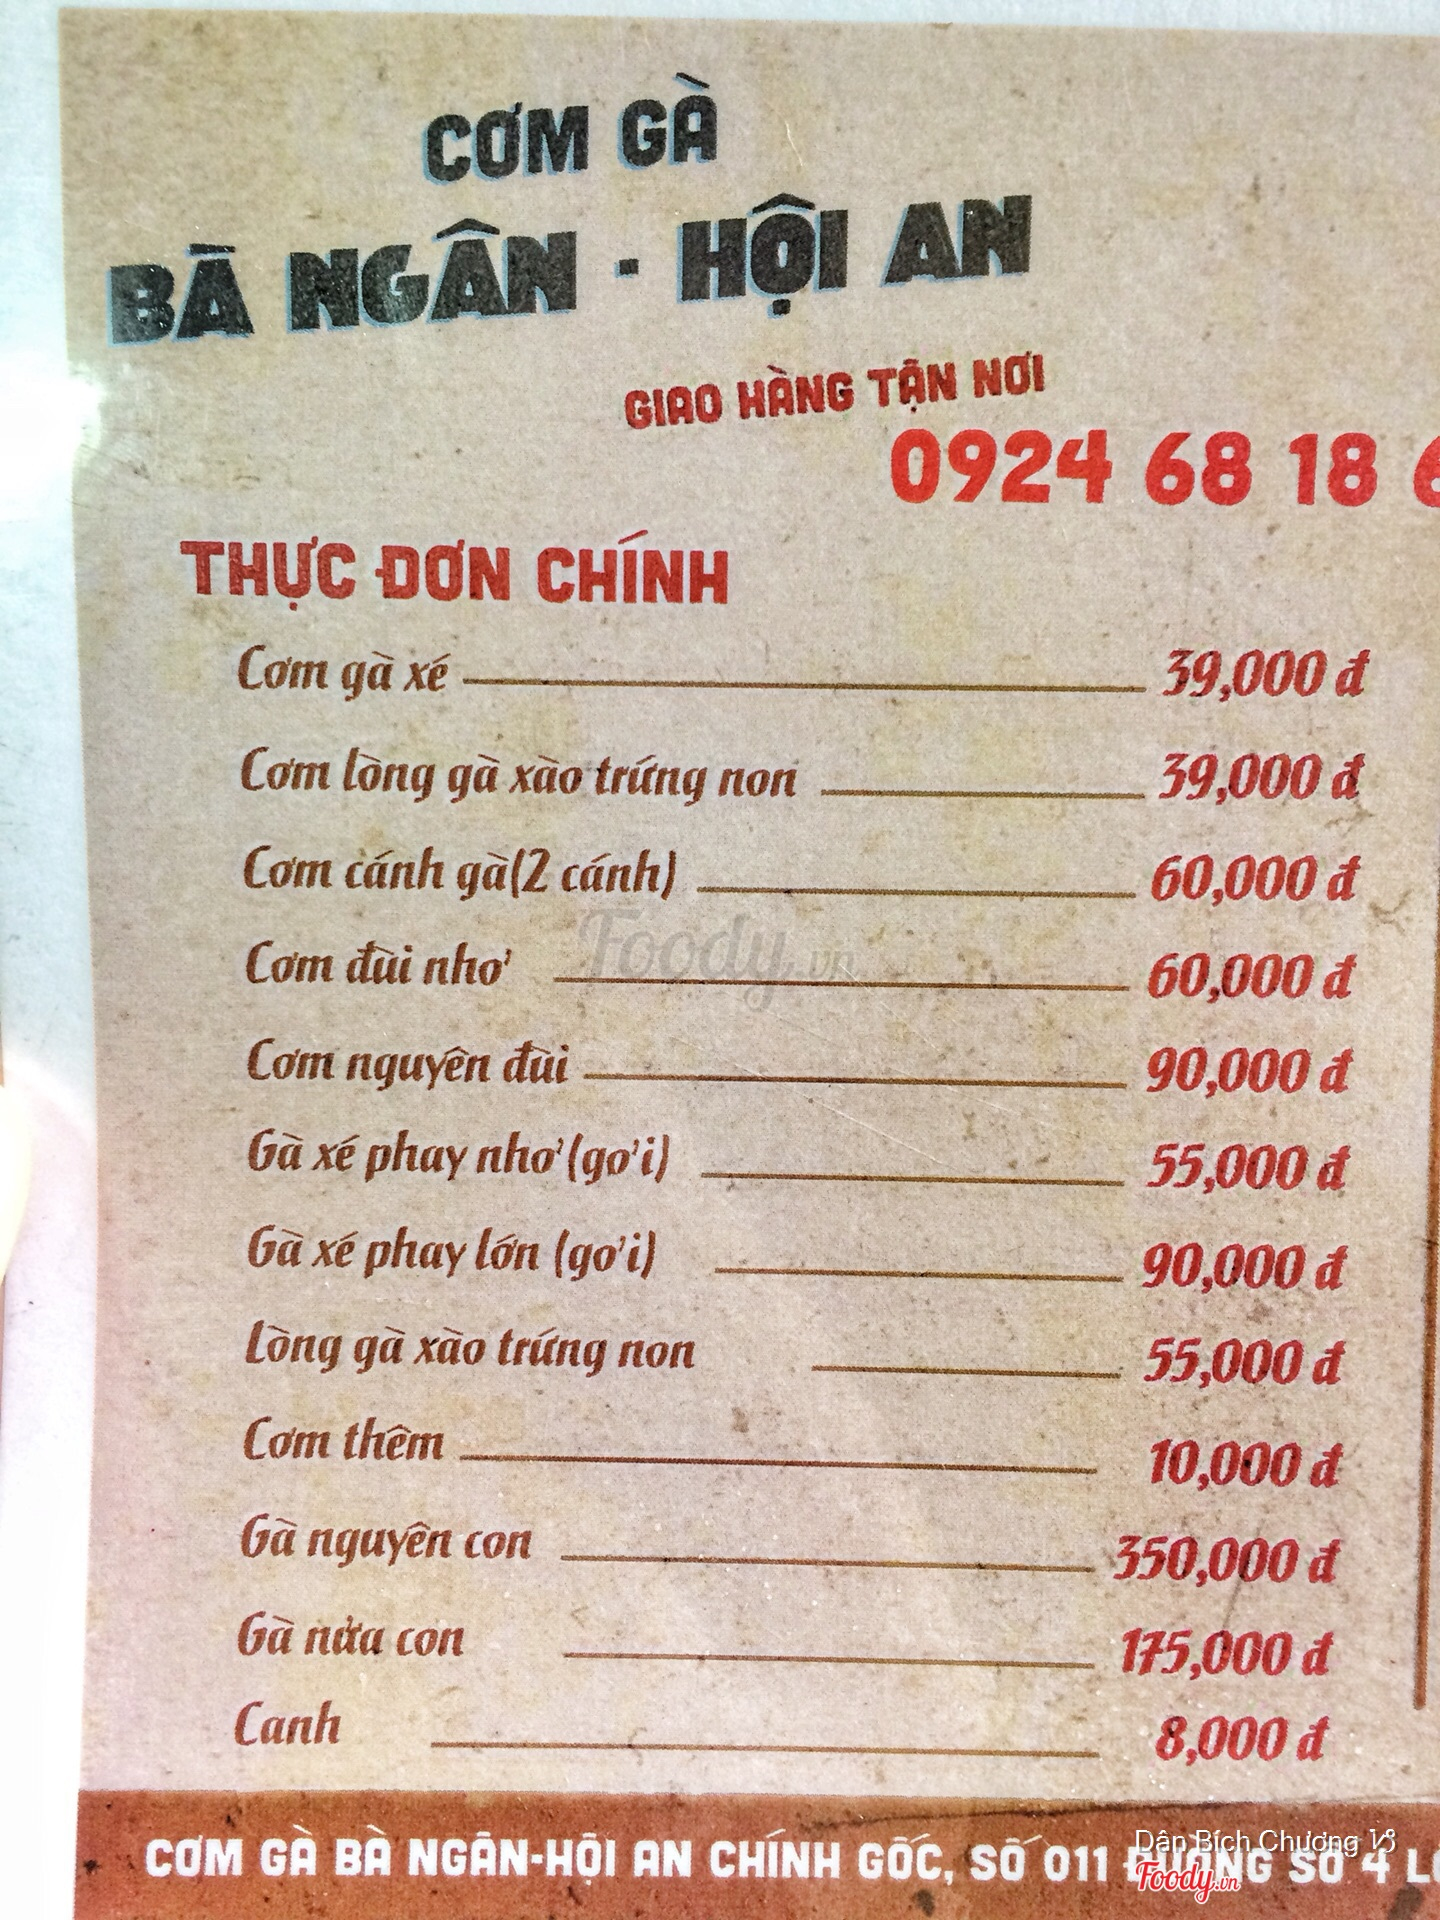 CƠM GÀ
BÀ NGÂN · HỘI AN
GIAO HÀNG TẬN NƠI
0924 68 18
THỰC ĐƠN CHÍNH
Cơm gà xé 39,000 đ
Cơm lòng gà xào trứng non 39,000 đ
Cơm cánh gà(2 cánh) 60,000 đ
Cơm đùi nhỏ 60,000 đ
Cơm nguyên đùi 90,000 đ
Gà xé phay nhỏ (gỏi) 55,000 đ
Gà xé phay lớn (gỏi) 90,000 đ
Lòng gà xào trứng non 55,000 đ
Cơm thêm 10,000 đ
Gà nguyên con 350,000 đ
Gà nửa con 175,000 đ
Canh 8,000 đ
CƠM GÀ BÀ NGÂN-HỘI AN CHÍNH GỐC, SỐ 011 ĐƯỜNG SỐ 4
Foody.vn
Dân Bích Chương
Foody.vn